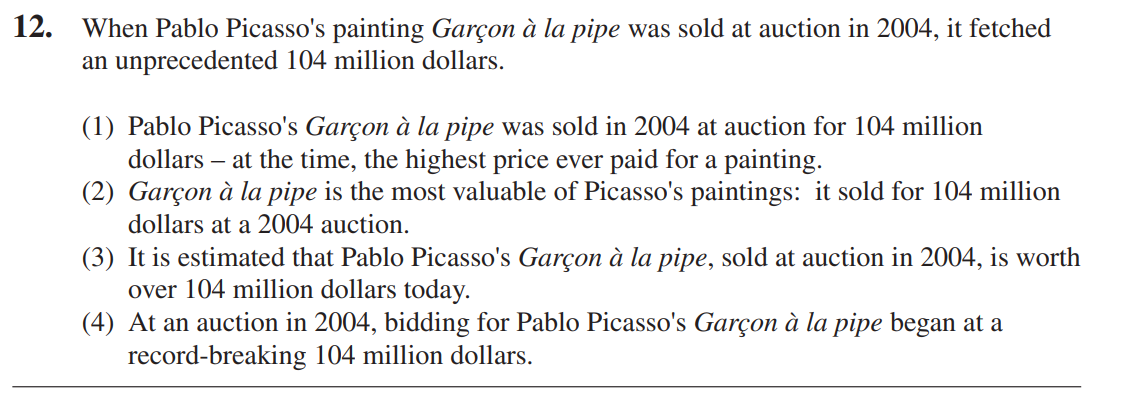 12. When Pablo Picasso's painting Garçon à la pipe was sold at auction in 2004, it fetched
an unprecedented 104 million dollars.
(1) Pablo Picasso's Garçon à la pipe was sold in 2004 at auction for 104 million
dollars – at the time, the highest price ever paid for a painting.
(2) Garçon à la pipe is the most valuable of Picasso's paintings: it sold for 104 million
dollars at a 2004 auction.
(3) It is estimated that Pablo Picasso's Garçon à la pipe, sold at auction in 2004, is worth
over 104 million dollars today.
(4) At an auction in 2004, bidding for Pablo Picasso's Garçon à la pipe began at a
record-breaking 104 million dollars.